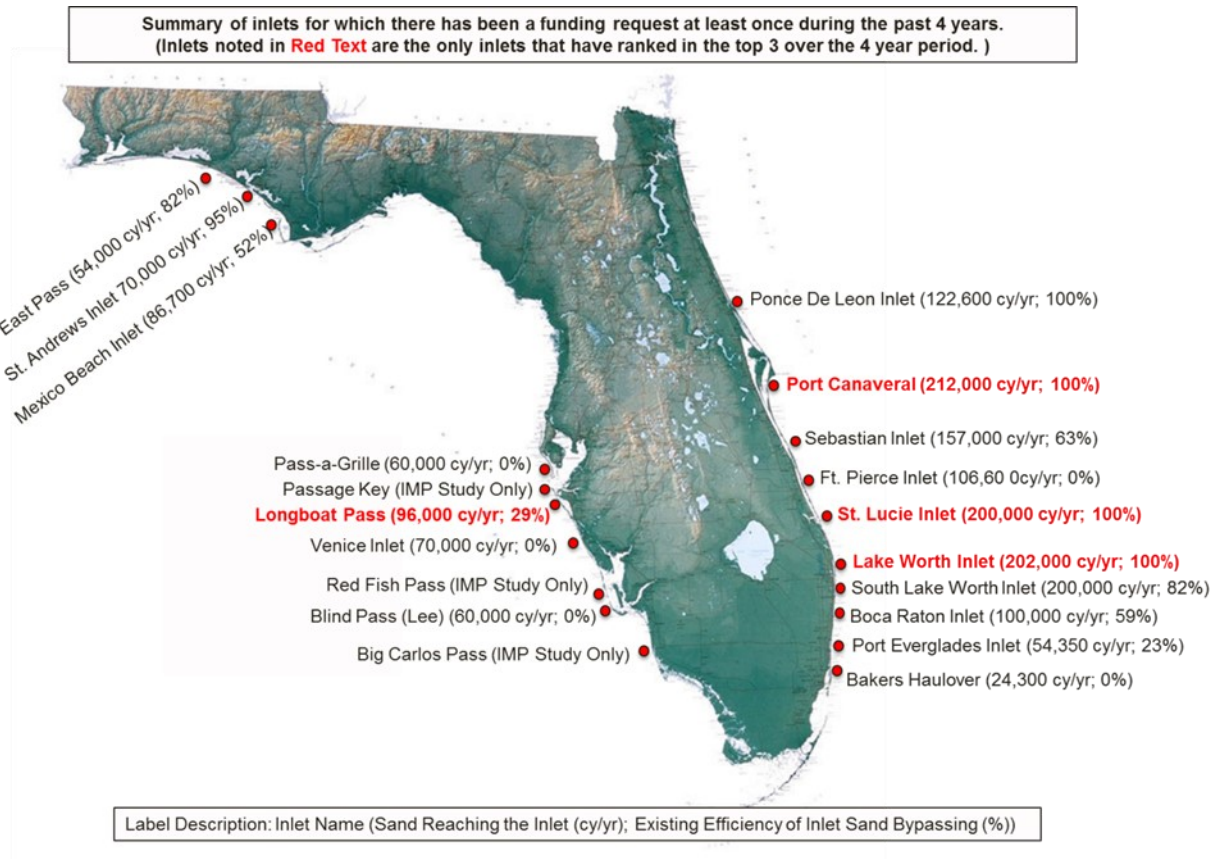 Summary of inlets for which there has been a funding request at least once during the past 4 years.
(Inlets noted in Red Text are the only inlets that have ranked in the top 3 over the 4 year period. )
East Pass (54,000 cy/yr; 82%)
St. Andrews Inlet 70,000 cy/yr; 95%)
Mexico Beach Inlet (86,700 cy/yr; 52%)
Ponce De Leon Inlet (122,600 cy/yr; 100%)
Port Canaveral (212,000 cy/yr; 100%)
Sebastian Inlet (157,000 cy/yr; 63%)
Pass-a-Grille (60,000 cy/yr; 0%)
Ft. Pierce Inlet (106,60 0cy/yr; 0%)
Passage Key (IMP Study Only)
Longboat Pass (96,000 cy/yr; 29%)
St. Lucie Inlet (200,000 cy/yr; 100%)
Venice Inlet (70,000 cy/yr; 0%)
Lake Worth Inlet (202,000 cy/yr; 100%)
Red Fish Pass (IMP Study Only)
South Lake Worth Inlet (200,000 cy/yr; 82%)
Blind Pass (Lee) (60,000 cy/yr; 0%)
Boca Raton Inlet (100,000 cy/yr; 59%)
Port Everglades Inlet (54,350 cy/yr; 23%)
Big Carlos Pass (IMP Study Only)
Bakers Haulover (24,300 cy/yr; 0%)
Label Description: Inlet Name (Sand Reaching the Inlet (cy/yr); Existing Efficiency of Inlet Sand Bypassing (%))